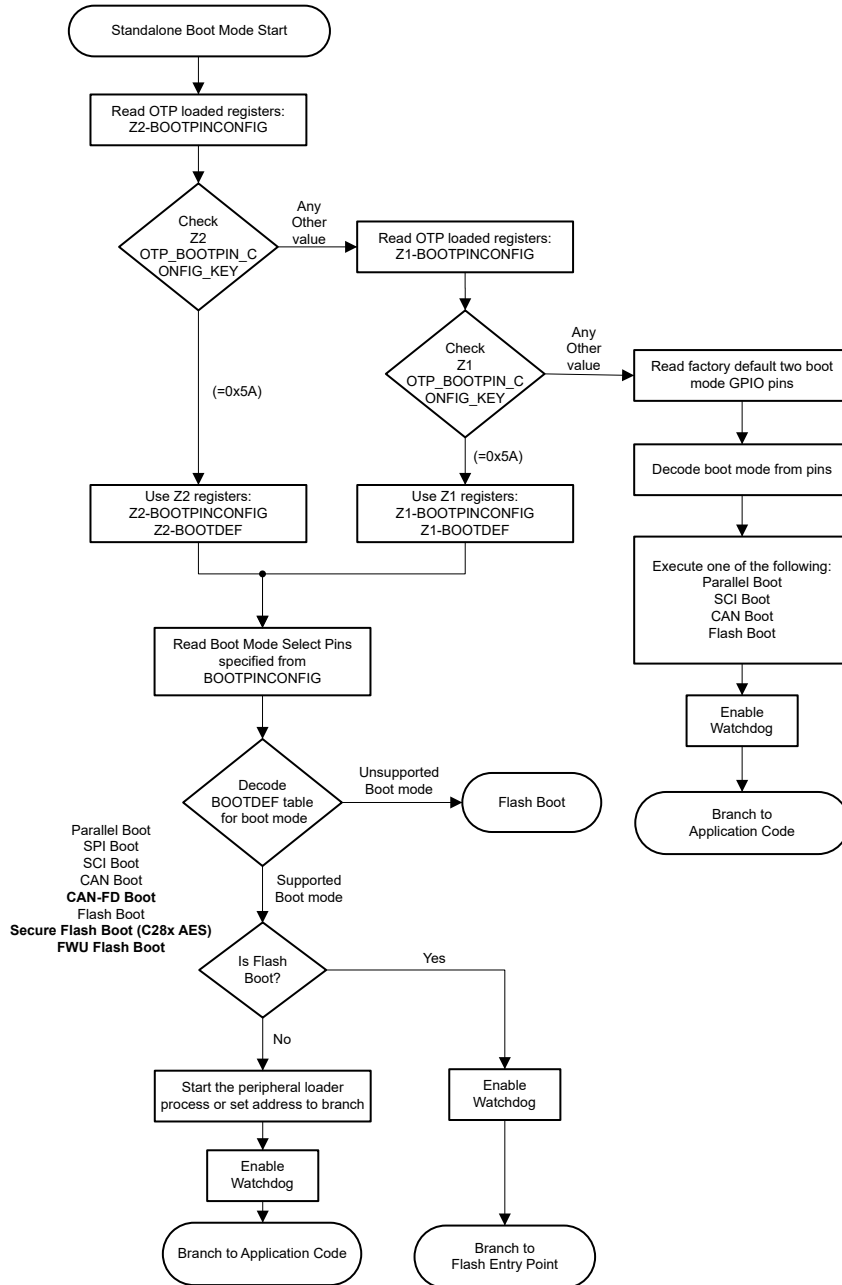 Standalone Boot Mode Start
Read OTP loaded registers:
Z2-BOOTPINCONFIG
Check
Z2
OTP_BOOTPIN_C
ONFIG_KEY
Any
Other
value
Read OTP loaded registers:
Z1-BOOTPINCONFIG
Check
Z1
OTP_BOOTPIN_C
ONFIG_KEY
Any
Other
value
Read factory default two boot
mode GPIO pins
(=0x5A)
(=0x5A)
Decode boot mode from pins
Use Z2 registers:
Z2-BOOTPINCONFIG
Z2-BOOTDEF
Use Z1 registers:
Z1-BOOTPINCONFIG
Z1-BOOTDEF
Execute one of the following:
Parallel Boot
SCI Boot
CAN Boot
Flash Boot
Read Boot Mode Select Pins
specified from
BOOTPINCONFIG
Enable
Watchdog
Branch to
Application Code
Decode
BOOTDEF table
for boot mode
Unsupported
Boot mode
Flash Boot
Parallel Boot
SPI Boot
SCI Boot
CAN Boot
CAN-FD Boot
Flash Boot
Secure Flash Boot (C28x AES)
FWU Flash Boot
Supported
Boot mode
Is Flash
Boot?
Yes
No
Start the peripheral loader
process or set address to branch
Enable
Watchdog
Enable
Watchdog
Branch to Application Code
Branch to
Flash Entry Point